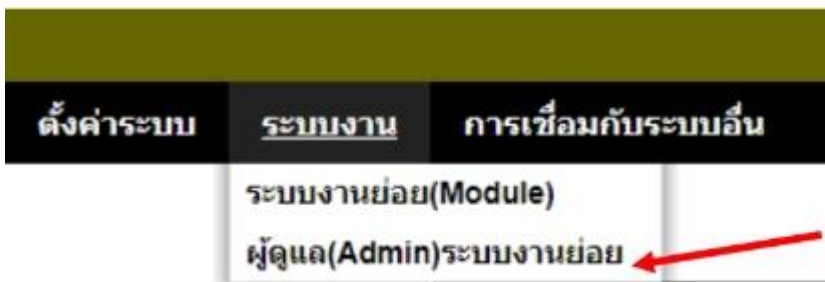 ตั้งค่าระบบ ระบบงาน การเชื่อมกับระบบอื่น
ระบบงานย่อย(Module)
ผู้ดูแล(Admin)ระบบงานย่อย